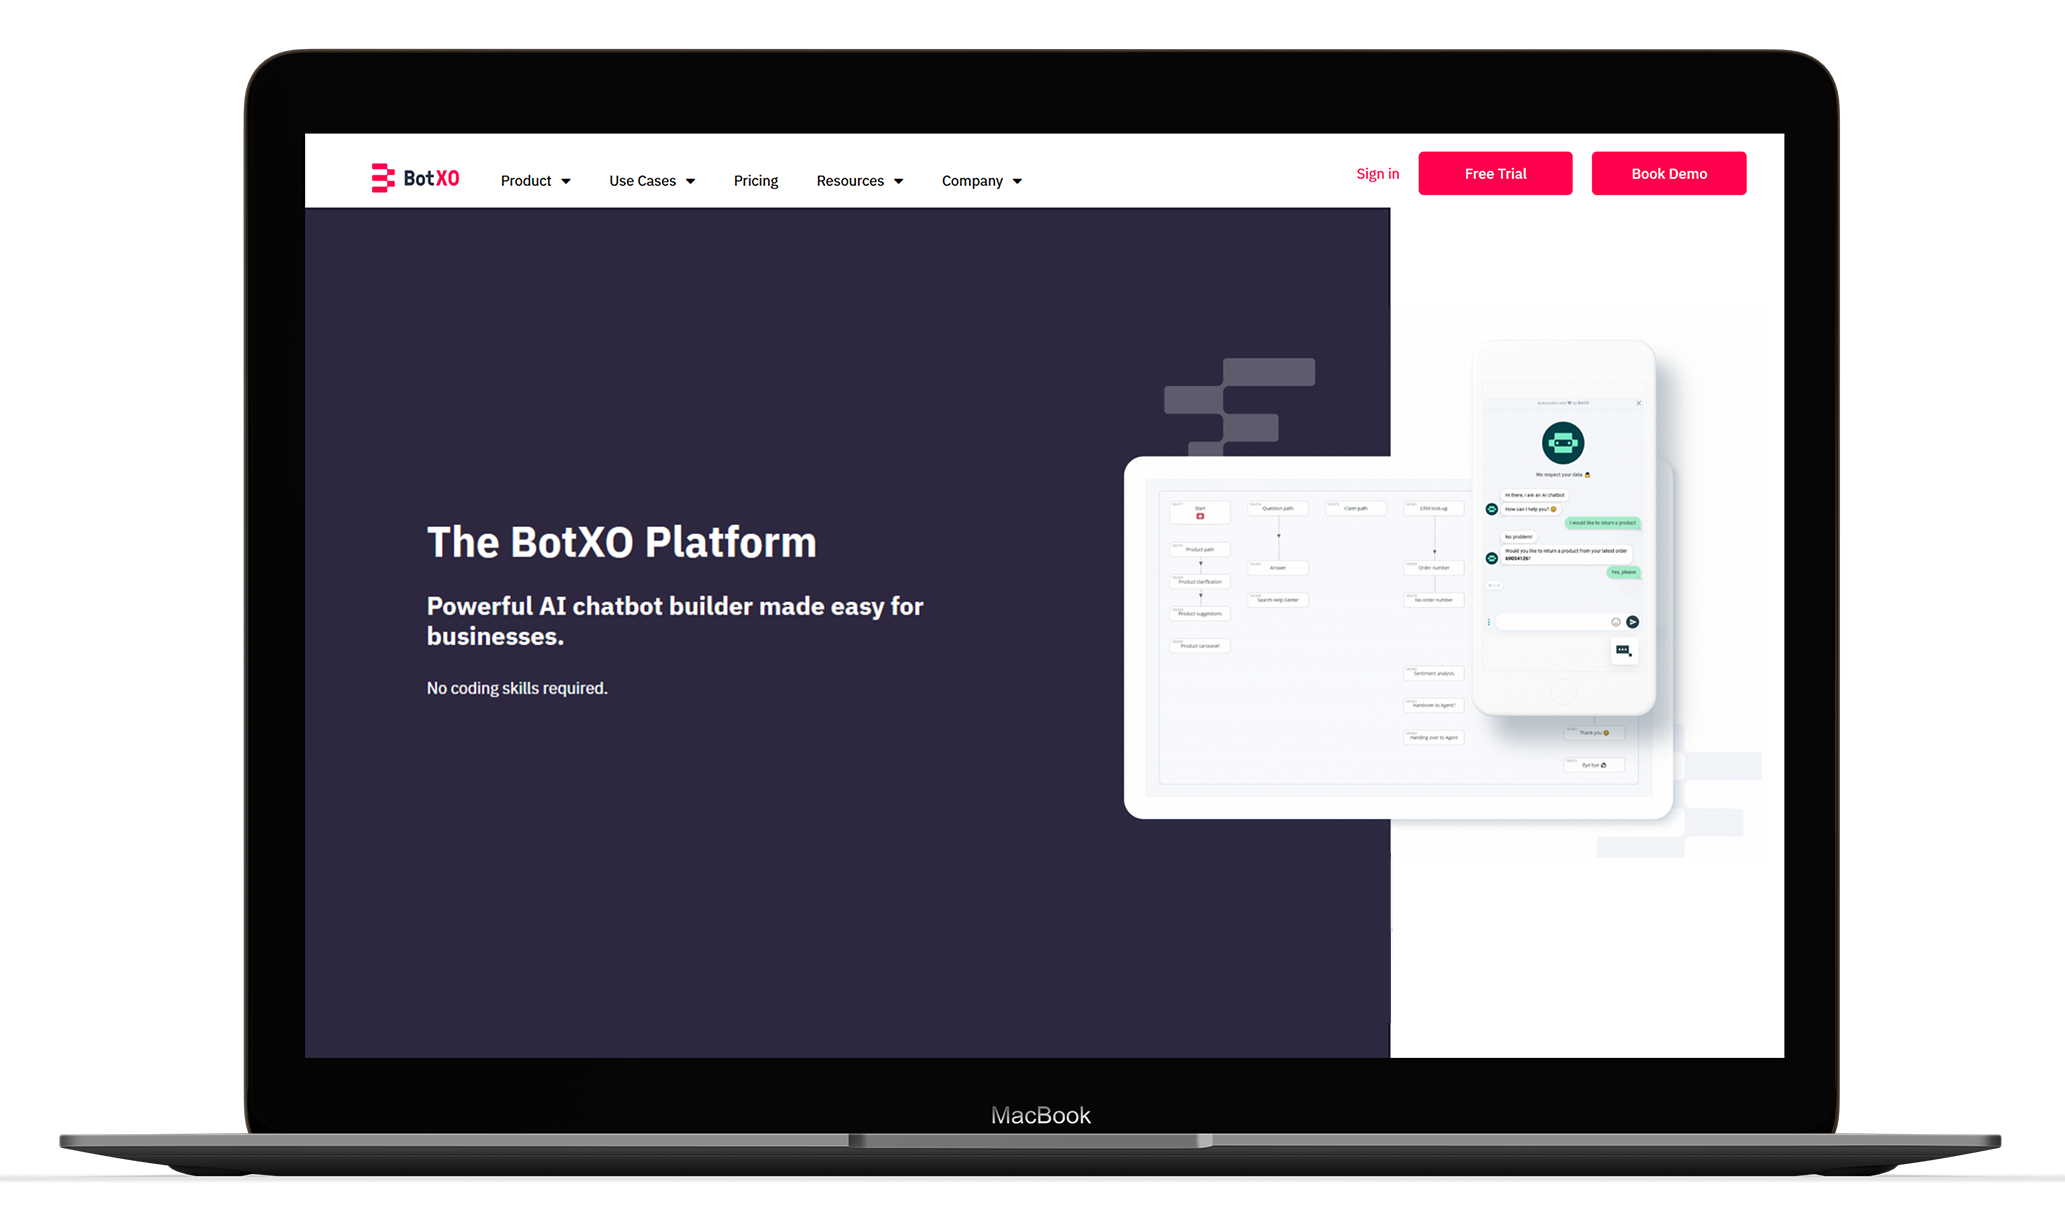 BotXO
Product
Use Cases
Pricing
Resources
Company
Sign in
Free Trial
Book Demo
The BotXO Platform
Powerful AI chatbot builder made easy for
businesses.
No coding skills required.
Start
Question path
Claim path
CRM look up
Product path
Answer
Order number
Product clarification
Search Help Center
No order number
Product suggestions
Product carousel
Sentiment analysis
Handover to Agent?
Handing over to Agent
Thank you
Bye bye
Automated with by BotXO
We respect your data.
Hi there, I am an AI chatbot
How can I help you?
I would like to return a product
No problem!
Would you like to return a product from your latest order
Yes, please
MacBook